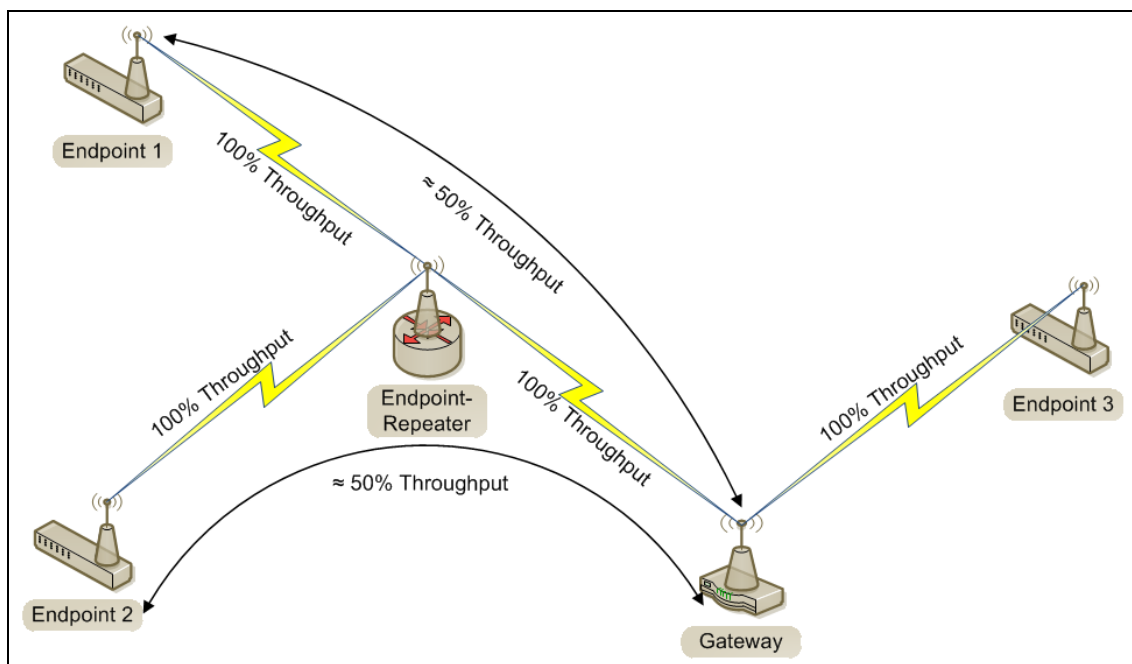 Endpoint 1
100% Throughput
≈ 50% Throughput
Endpoint-
Repeater
100% Throughput
100% Throughput
100% Throughput
Endpoint 3
≈ 50% Throughput
Endpoint 2
Gateway